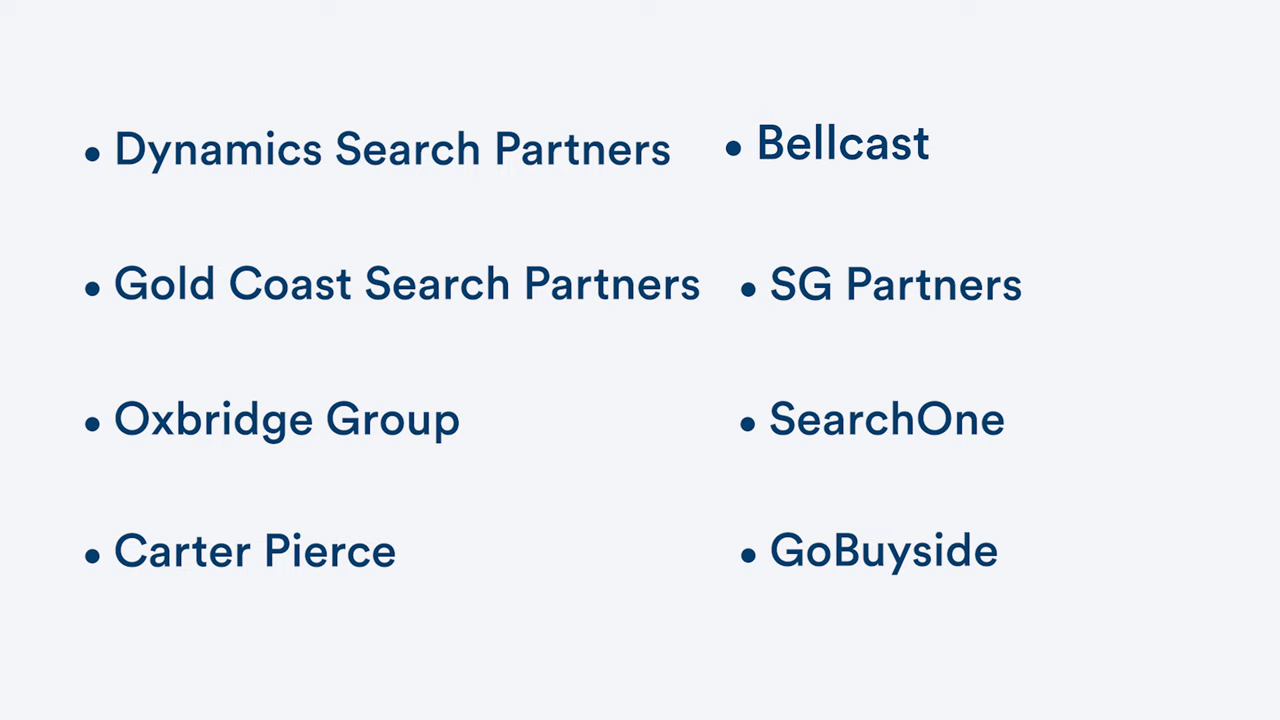 • Dynamics Search Partners
• Gold Coast Search Partners
• Oxbridge Group
• Carter Pierce
• Bellcast
• SG Partners
• SearchOne
• GoBuyside